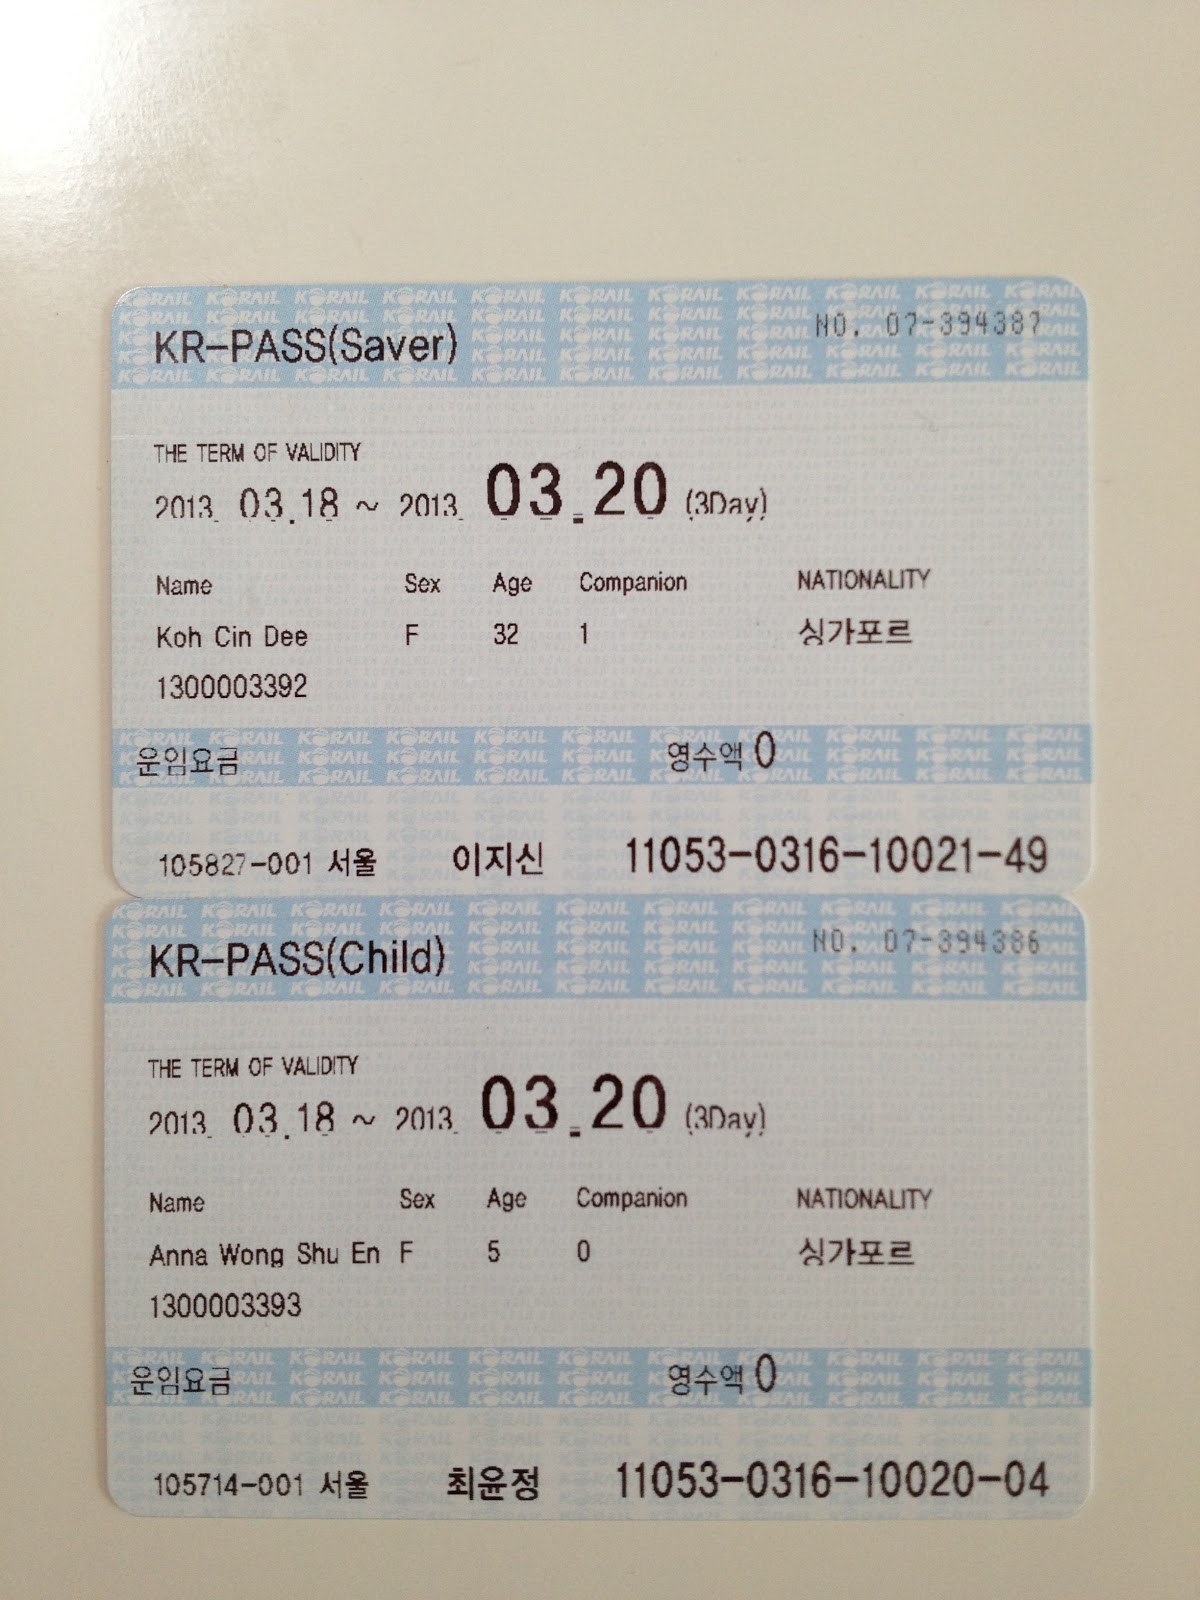 KR-PASS(Saver) NO. 07-394387
THE TERM OF VALIDITY
2013. 03.18 ~ 2013. 03.20 (3Day)
Name Sex Age Companion NATIONALITY
Koh Cin Dee F 32 1 싱가포르
1300003392
운임요금 영수액 0
105827-001 서울 이지신 11053-0316-10021-49
KR-PASS(Child) NO. 07-394386
THE TERM OF VALIDITY
2013. 03.18 ~ 2013. 03.20 (3Day)
Name Sex Age Companion NATIONALITY
Anna Wong Shu En F 5 0 싱가포르
1300003393
운임요금 영수액 0
105714-001 서울 최윤정 11053-0316-10020-04